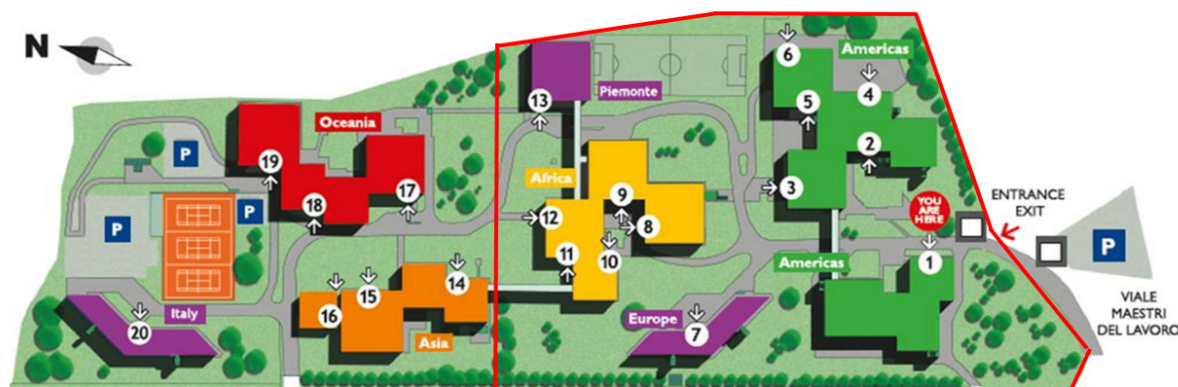 N
6
Americas
4
5
2
3
Piemonte
13
Oceania
P
19
18
17
P
P
Africa
12
9
8
11
10
YOU
ARE
HERE
ENTRANCE
EXIT
P
1
Americas
VIALE
MAESTRI
DEL LAVORO
14
15
16
Asia
Italy
20
Europe
7